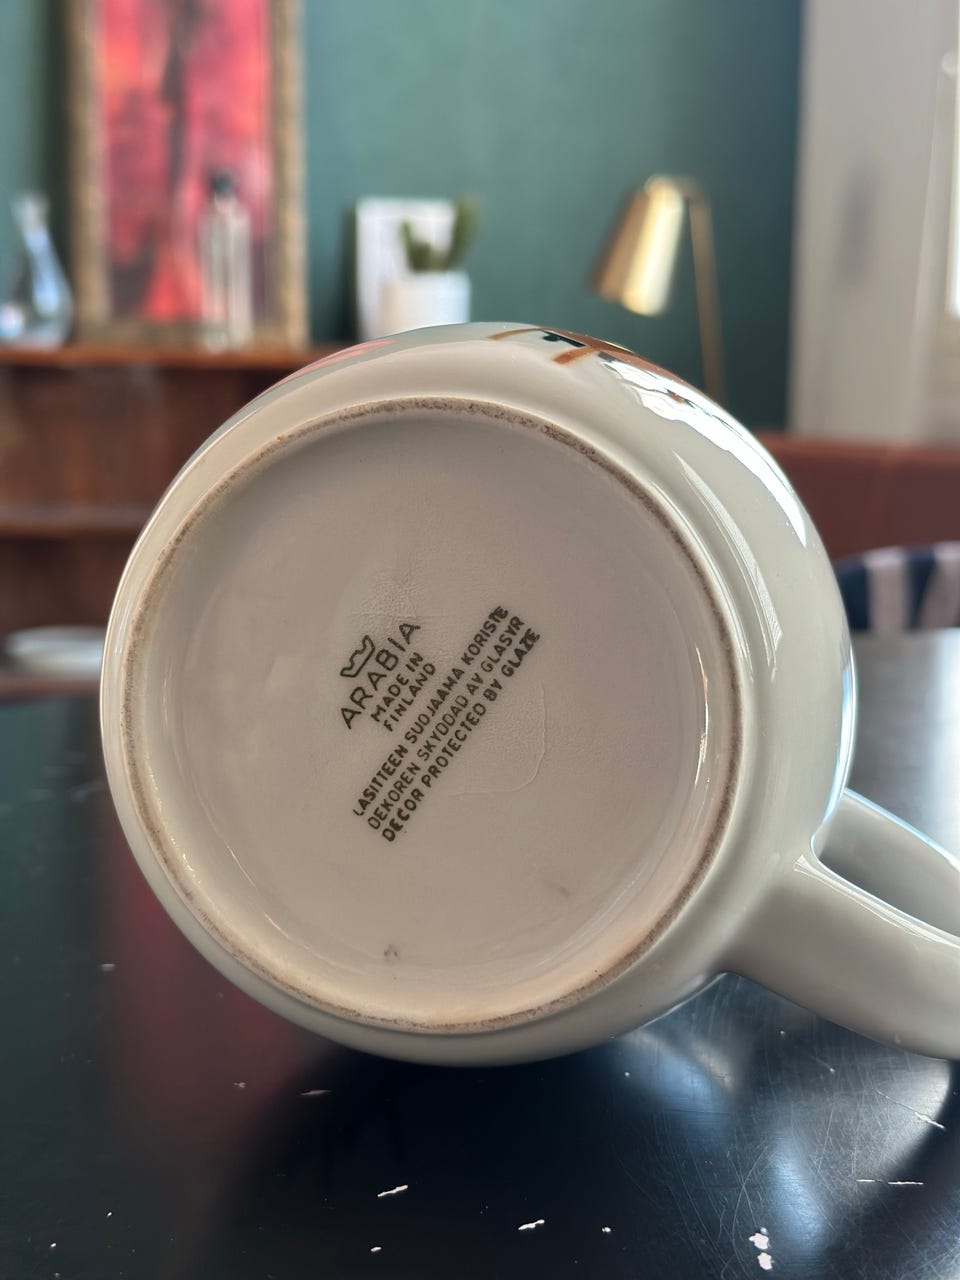 ARABIA
MADE IN
FINLAND
LASITTEEN SUOJAAMA KORISTE
DEKOREN SKYDDAD AV GLASYR
DECOR PROTECTED BY GLAZE